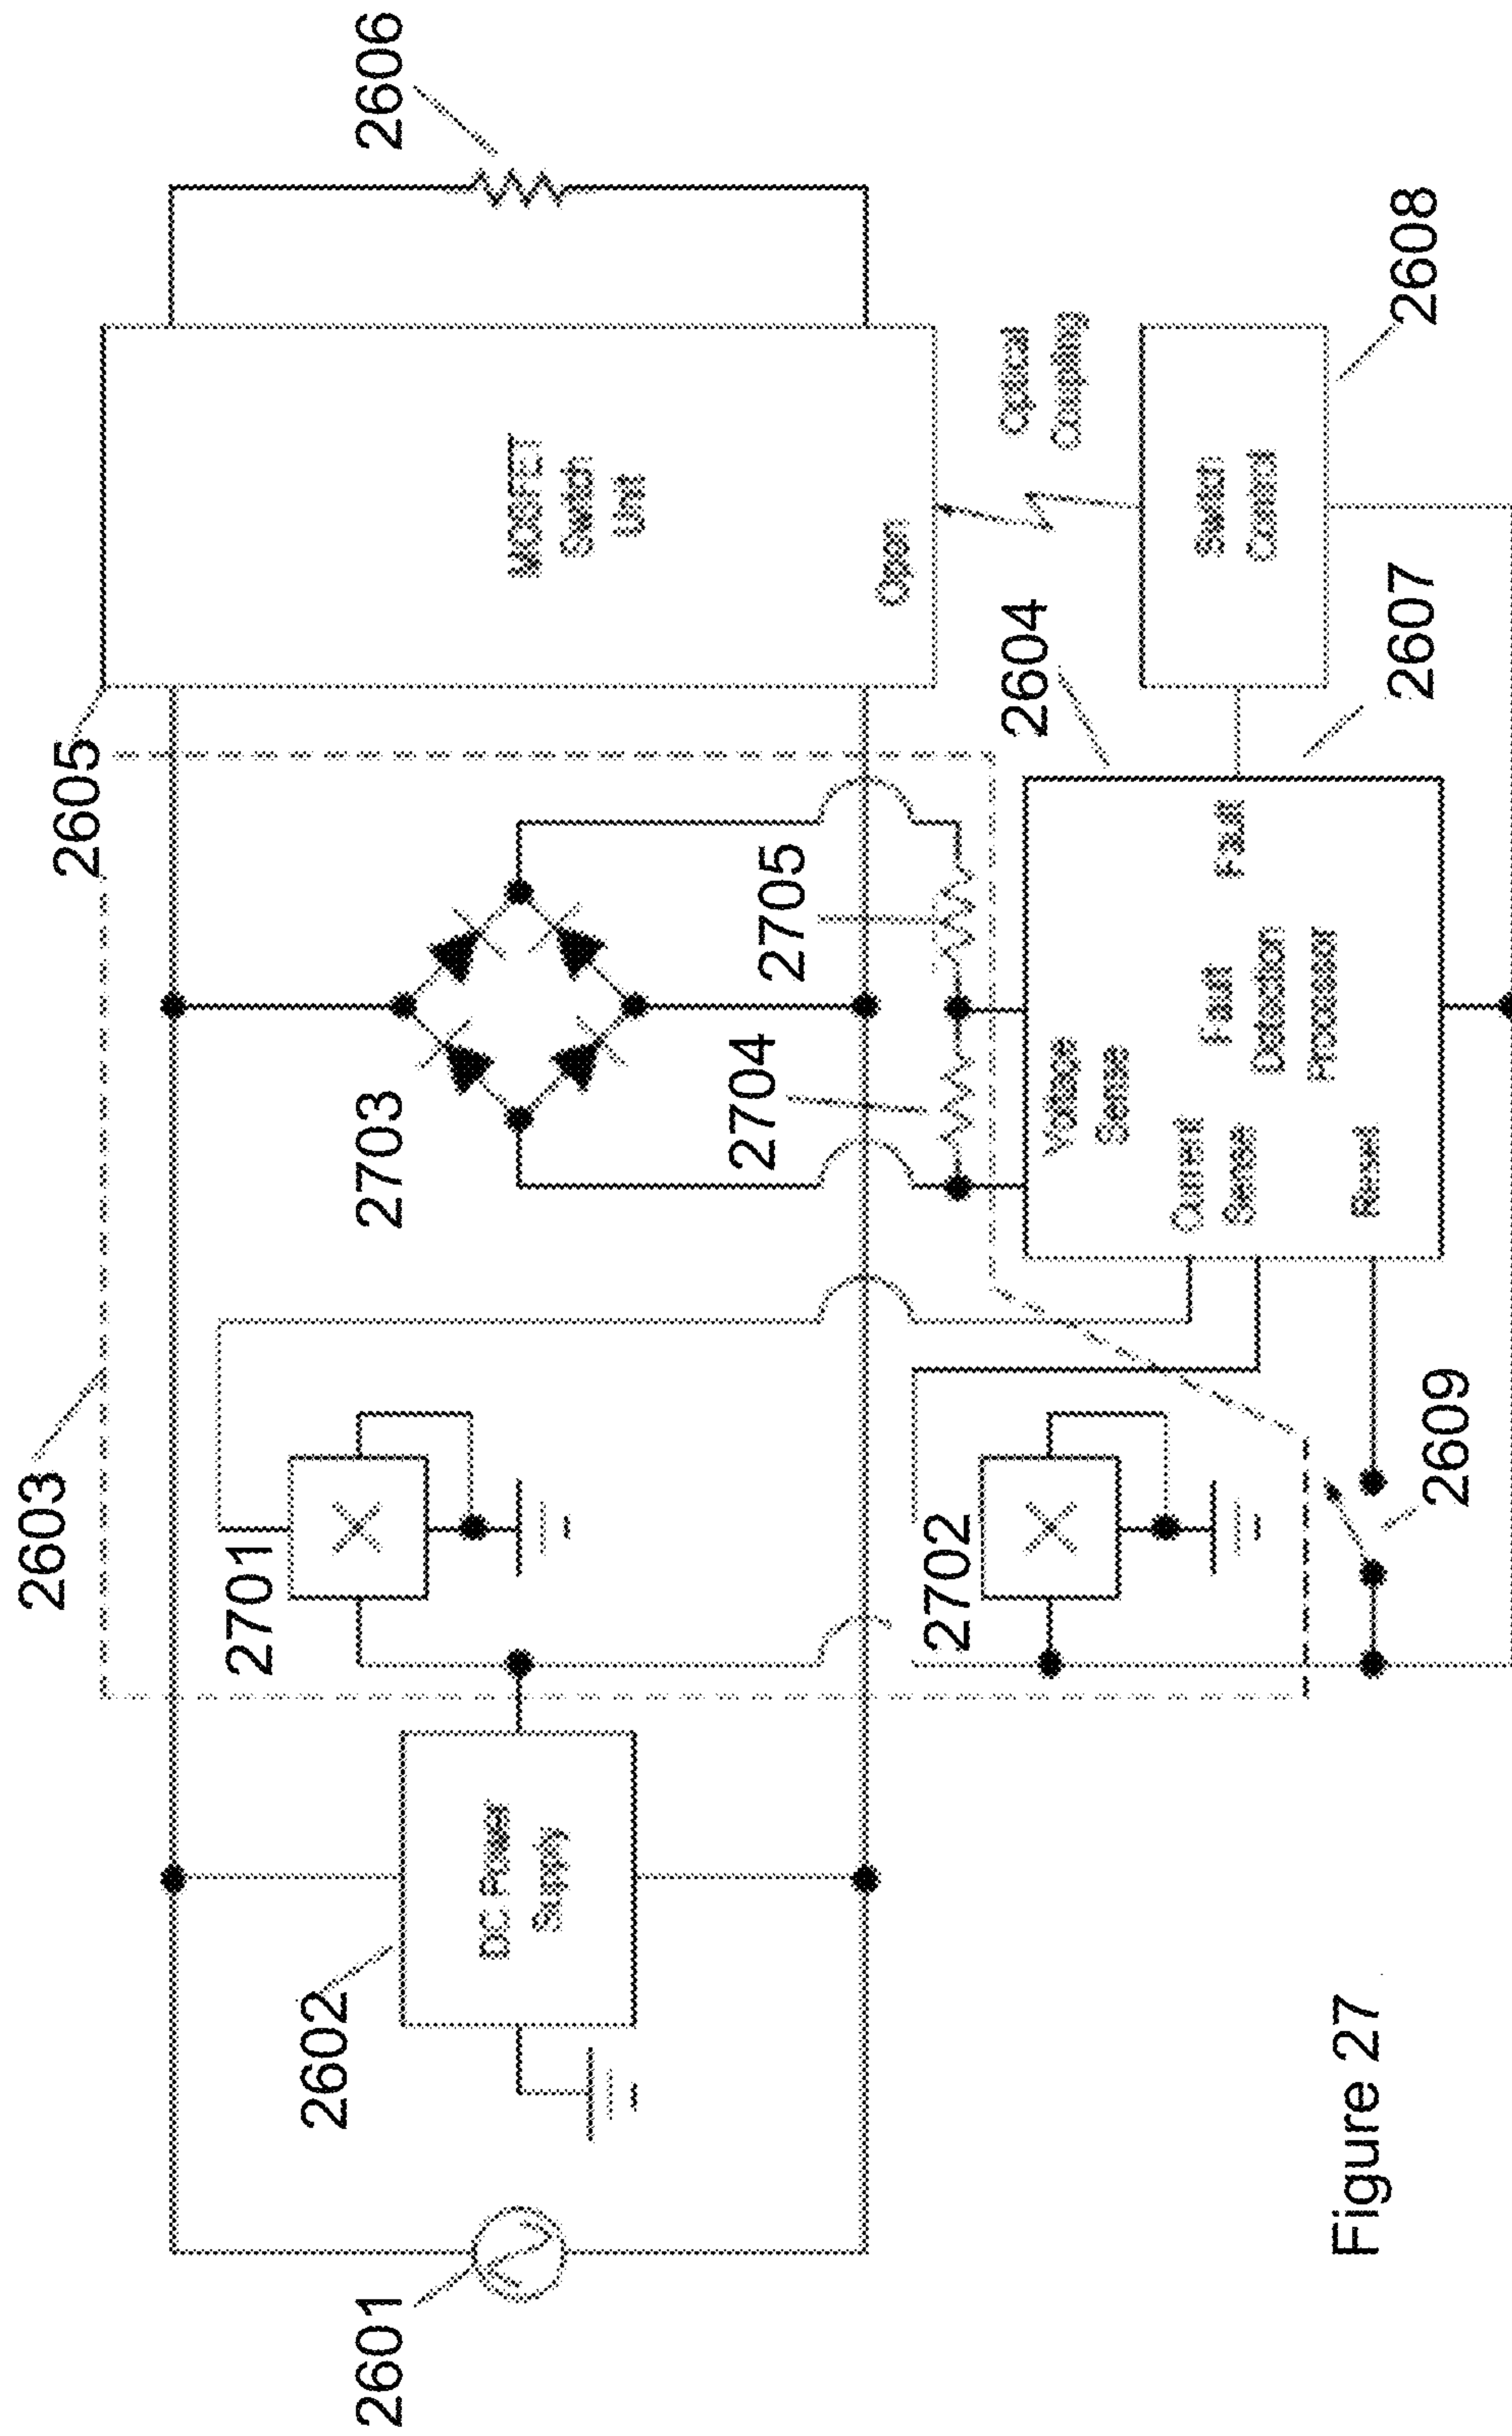 2603
2605
2701
2602
2703
2601
2606
DC Power
Supply
MOSFET
Switch
Unit
2705
2704
Open
2702
2604
Optical
Coupling
Voltage
Sense
Current
Sense
Fault
Fault
Detection
Processor
Reset
Switch
Control
2609
2607
2608
Figure 27